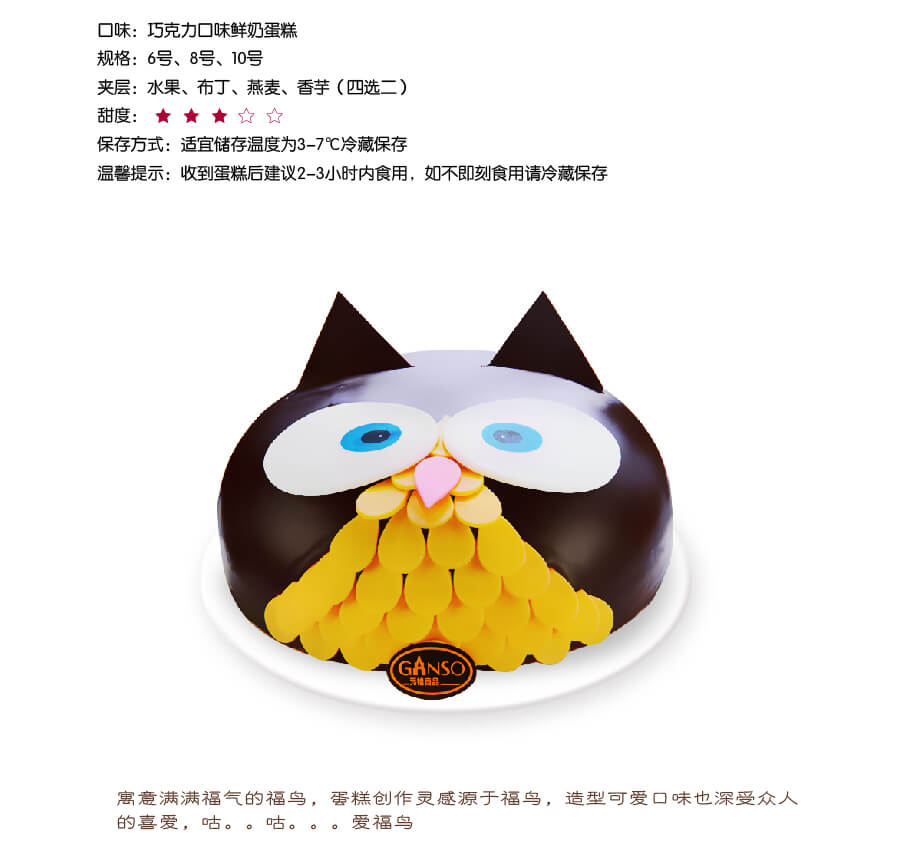 口味：巧克力口味鲜奶蛋糕
规格：6号、8号、10号
夹层：水果、布丁、燕麦、香芋（四选二）
甜度：★ ★ ★ ☆ ☆
保存方式：适宜储存温度为3-7℃冷藏保存
温馨提示：收到蛋糕后建议2-3小时内食用，如不即刻食用请冷藏保存
GANSO
元祖食品
寓意满满福气的福鸟，蛋糕创作灵感源于福鸟，造型可爱口味也深受众人
的喜爱，咕。。咕。。。爱福鸟